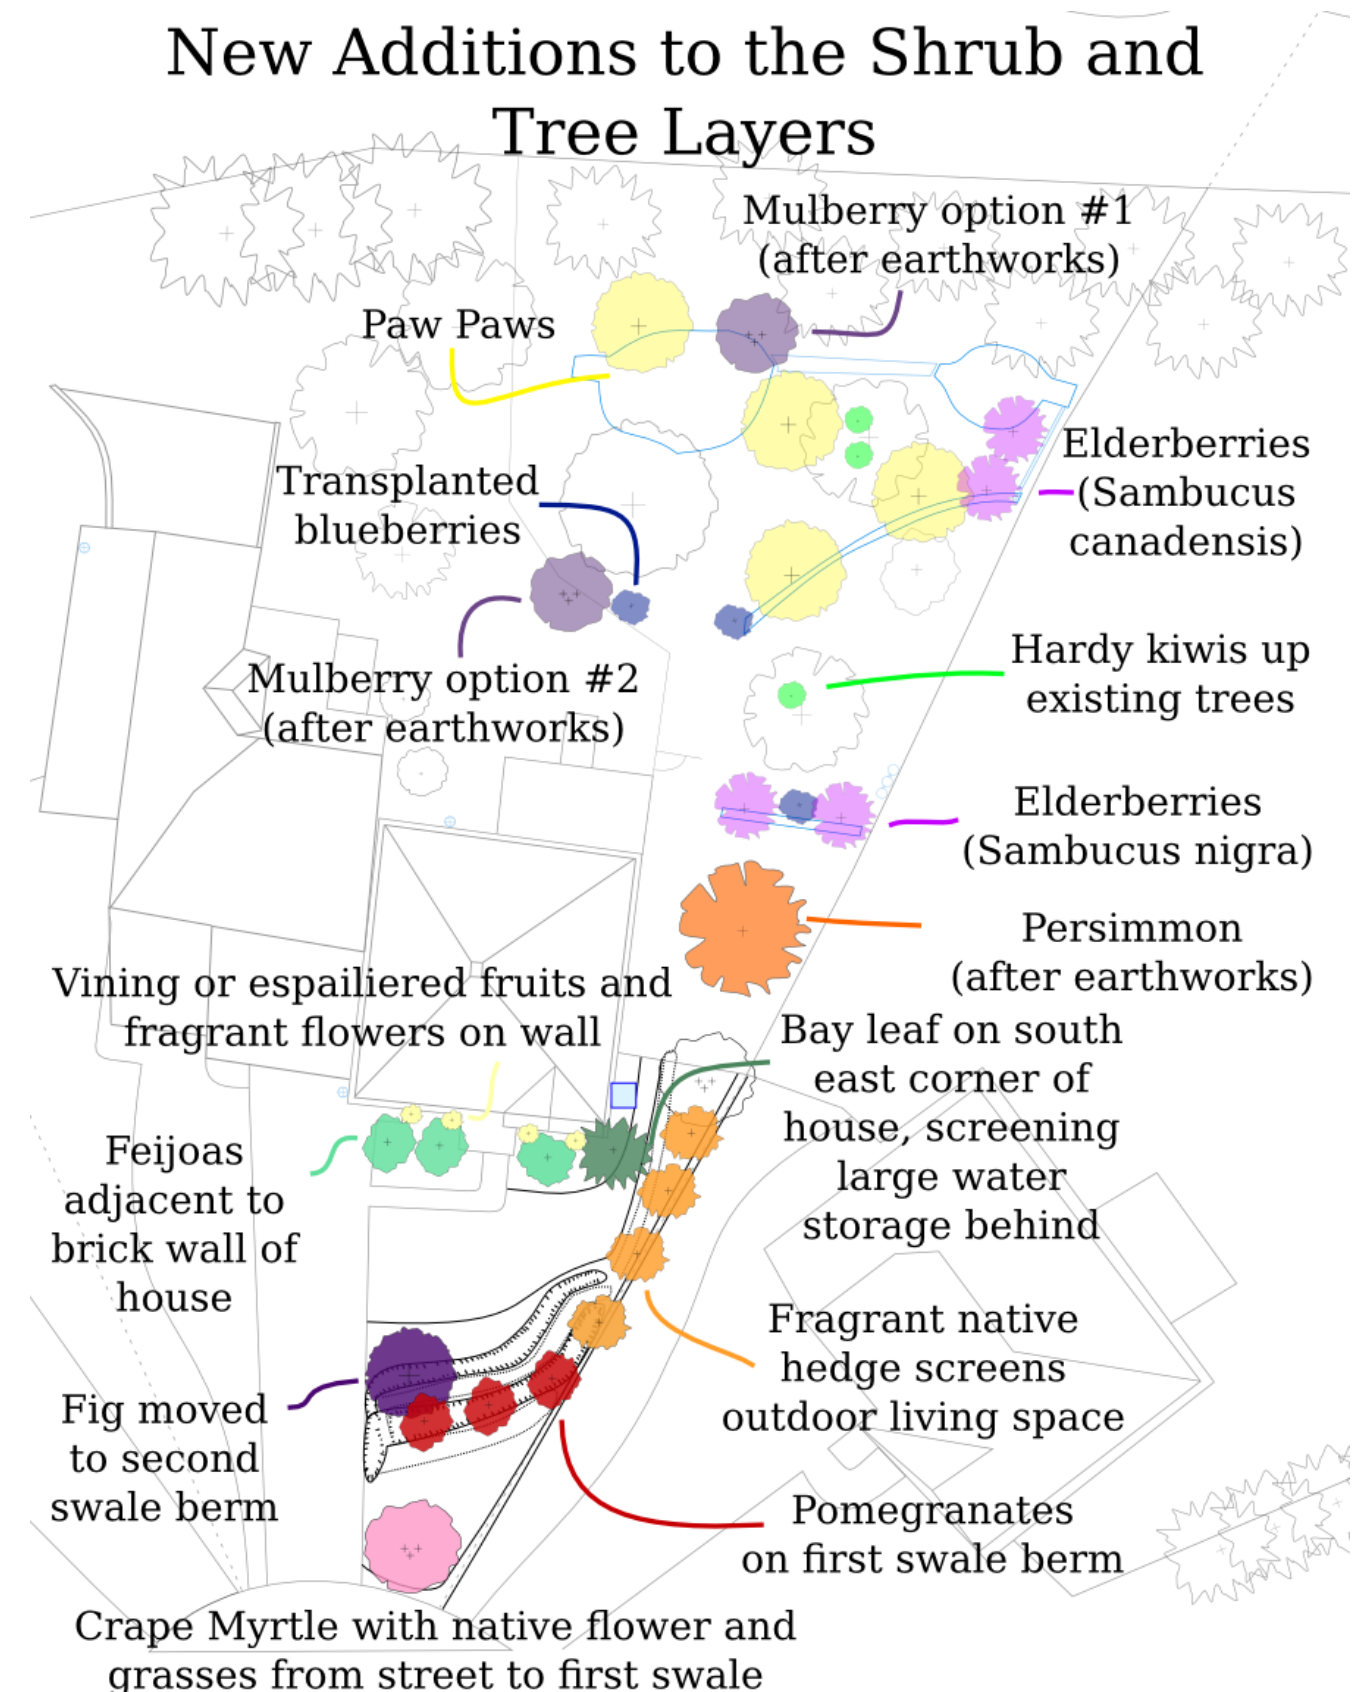 New Additions to the Shrub and
Tree Layers
Mulberry option #1
(after earthworks)
Paw Paws
Elderberries
(Sambucus
canadensis)
Transplanted
blueberries
Hardy kiwis up
existing trees
Mulberry option #2
(after earthworks)
Elderberries
(Sambucus nigra)
Persimmon
(after earthworks)
Vining or espailiered fruits and
fragrant flowers on wall
Bay leaf on south
east corner of
house, screening
large water
storage behind
Feijoas
adjacent to
brick wall of
house
Fragrant native
hedge screens
outdoor living space
Fig moved
to second
swale berm
Pomegranates
on first swale berm
Crape Myrtle with native flower and
grasses from street to first swale